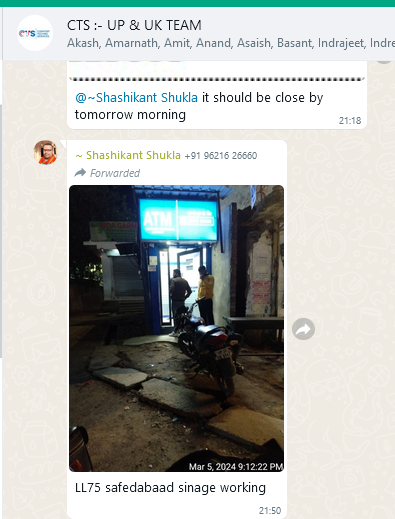 CTS
CTS :- UP & UK TEAM
Akash, Amarnath, Amit, Anand, Asaish, Basant, Indrajeet, Indre
@~Shashikant Shukla it should be close by
tomorrow morning
21:18
~ Shashikant Shukla +91 96216 26660
Forwarded
ATM
Mar 5, 2024 9:12:22 PM
LL75 safedabaad sinage working
21:50